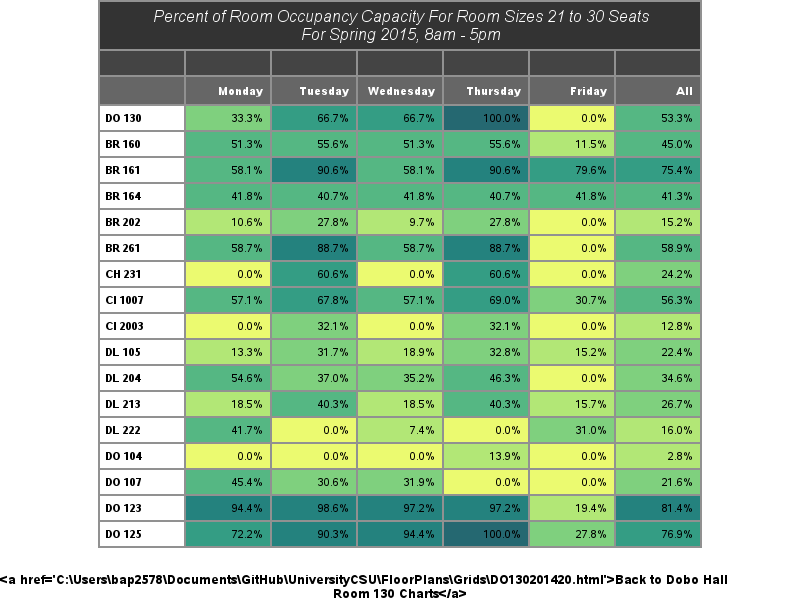 Percent of Room Occupancy Capacity For Room Sizes 21 to 30 Seats
For Spring 2015, 8am - 5pm
Monday Tuesday Wednesday Thursday Friday All
DO 130 33.3% 66.7% 66.7% 100.0% 0.0% 53.3%
BR 160 51.3% 55.6% 51.3% 55.6% 11.5% 45.0%
BR 161 58.1% 90.6% 58.1% 90.6% 79.6% 75.4%
BR 164 41.8% 40.7% 41.8% 40.7% 41.8% 41.3%
BR 202 10.6% 27.8% 9.7% 27.8% 0.0% 15.2%
BR 261 58.7% 88.7% 58.7% 88.7% 0.0% 58.9%
CH 231 0.0% 60.6% 0.0% 60.6% 0.0% 24.2%
CI 1007 57.1% 67.8% 57.1% 69.0% 30.7% 56.3%
CI 2003 0.0% 32.1% 0.0% 32.1% 0.0% 12.8%
DL 105 13.3% 31.7% 18.9% 32.8% 15.2% 22.4%
DL 204 54.6% 37.0% 35.2% 46.3% 0.0% 34.6%
DL 213 18.5% 40.3% 18.5% 40.3% 15.7% 26.7%
DL 222 41.7% 0.0% 7.4% 0.0% 31.0% 16.0%
DO 104 0.0% 0.0% 0.0% 13.9% 0.0% 2.8%
DO 107 45.4% 30.6% 31.9% 0.0% 0.0% 21.6%
DO 123 94.4% 98.6% 97.2% 97.2% 19.4% 81.4%
DO 125 72.2% 90.3% 94.4% 100.0% 27.8% 76.9%
<a href='C:\Users\bap2578\Documents\GitHub\UniversityCSU\FloorPlans\Grids\DO130201420.html'>Back to Dobo Hall
Room 130 Charts</a>